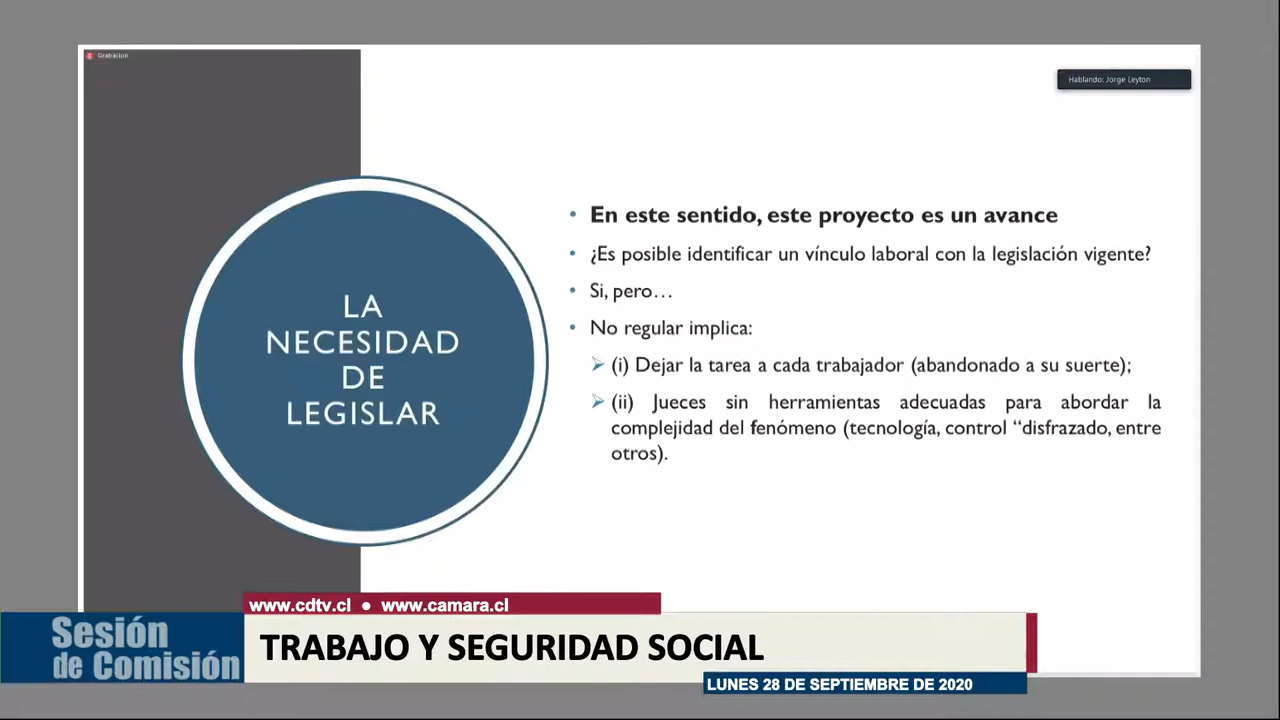 Grabación
Hablando: Jorge Leyton
LA
NECESIDAD
DE
LEGISLAR
• En este sentido, este proyecto es un avance
• ¿Es posible identificar un vínculo laboral con la legislación vigente?
• Si, pero…
• No regular implica:
➢ (i) Dejar la tarea a cada trabajador (abandonado a su suerte);
➢ (ii) Jueces sin herramientas adecuadas para abordar la
complejidad del fenómeno (tecnología, control “disfrazado, entre
otros).
www.cdtv.cl • www.camara.cl
Sesión
de Comisión
TRABAJO Y SEGURIDAD SOCIAL
LUNES 28 DE SEPTIEMBRE DE 2020